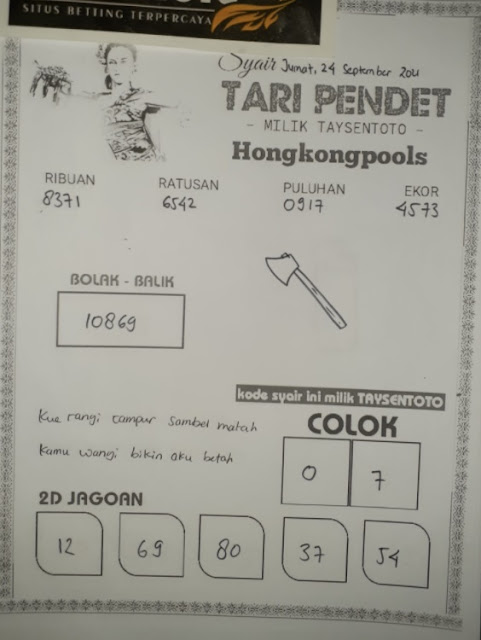 SITUS BETTING TERPERCAYA
Syair Jumat, 24 September 2021
TARI PENDET
- MILIK TAYSENTOTO -
Hongkongpools
RIBUAN RATUSAN PULUHAN EKOR
8371 6542 0917 4573
BOLAK - BALIK
10869
kode syair ini milik TAYSENTOTO
Kue rangi campur sambel matah
Kamu wangi bikin aku betah
COLOK
0 7
2D JAGOAN
12 69 80 37 54